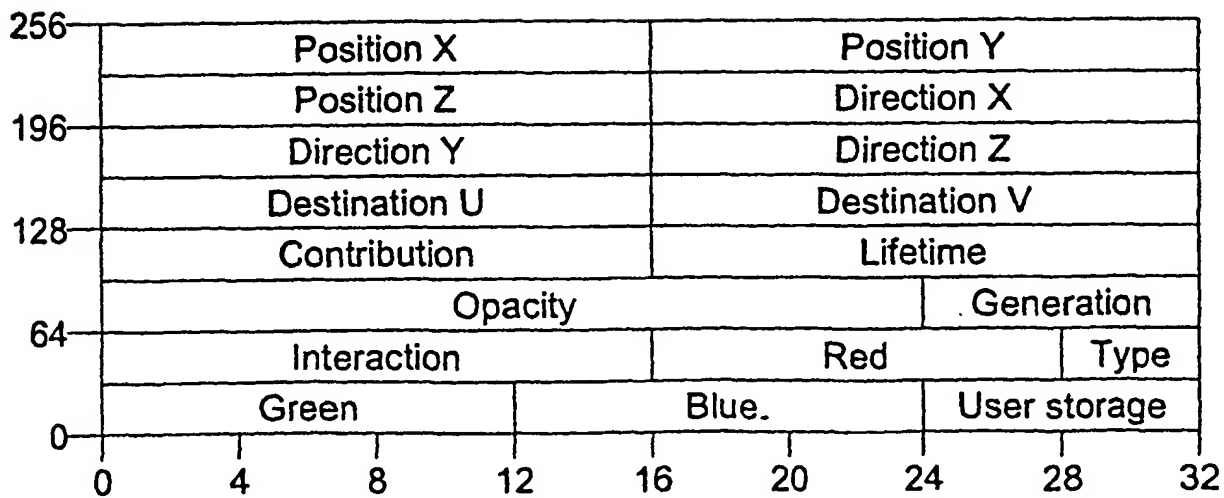 256
Position X Position Y
Position Z Direction X
196
Direction Y Direction Z
Destination U Destination V
128
Contribution Lifetime
Opacity Generation
64
Interaction Red Type
Green Blue User storage
0
0 4 8 12 16 20 24 28 32